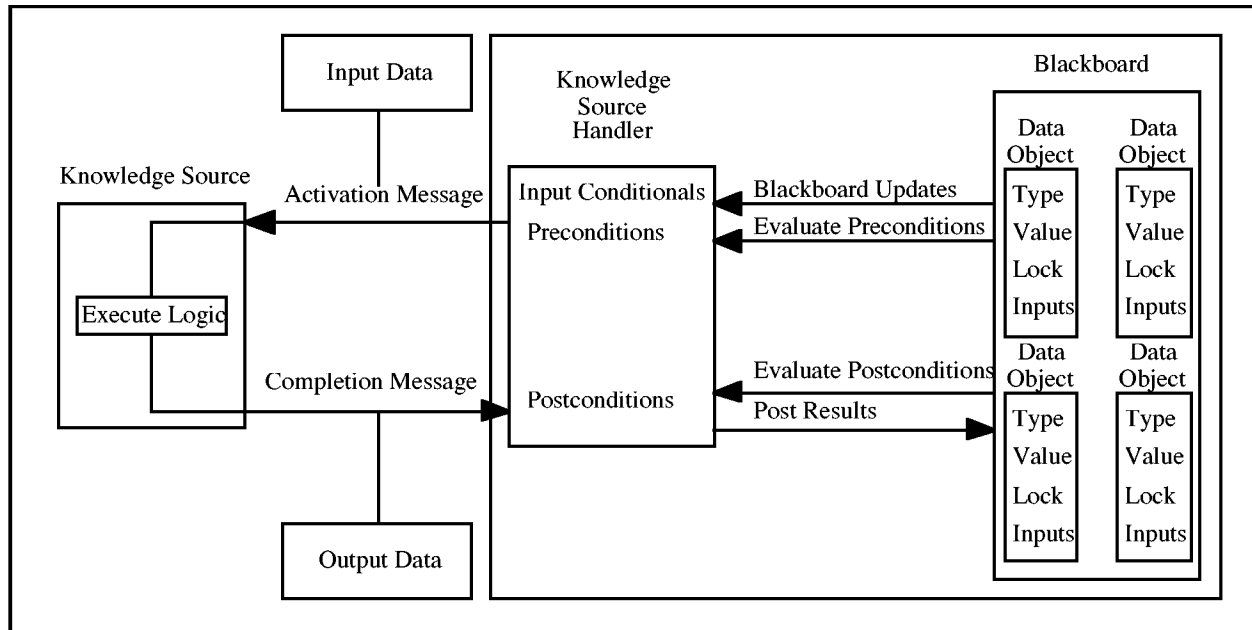 Input Data
Knowledge
Source
Handler
Blackboard
Data
Object
Data
Object
Knowledge Source
Activation Message
Input Conditionals
Preconditions
Blackboard Updates
Evaluate Preconditions
Type
Value
Lock
Inputs
Type
Value
Lock
Inputs
Execute Logic
Completion Message
Postconditions
Evaluate Postconditions
Post Results
Data
Object
Data
Object
Type
Value
Lock
Inputs
Type
Value
Lock
Inputs
Output Data